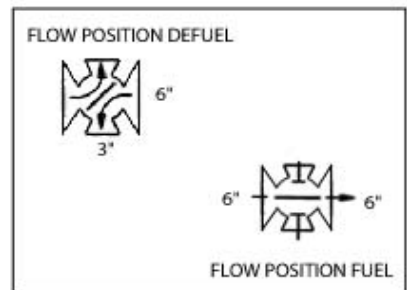 FLOW POSITION DEFUEL
6"
3"
6" 6"
FLOW POSITION FUEL